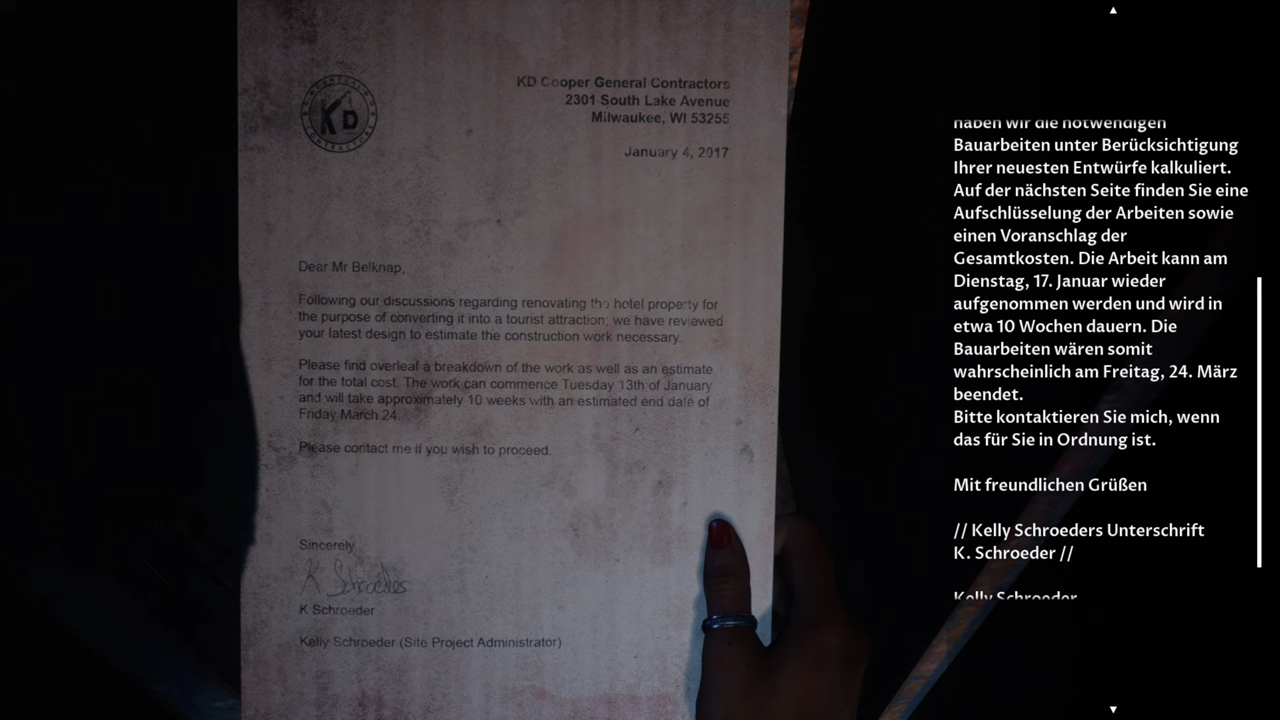 KD
KD Cooper General Contractors
2301 South Lake Avenue
Milwaukee, WI 53255
January 4, 2017
Dear Mr Belknap,
Following our discussions regarding renovating the hotel property for
the purpose of converting it into a tourist attraction; we have reviewed
your latest design to estimate the construction work necessary.
Please find overleaf a breakdown of the work as well as an estimate
for the total cost. The work can commence Tuesday 13th of January
and will take approximately 10 weeks with an estimated end date of
Friday March 24.
Please contact me if you wish to proceed.
Sincerely
K Schroeder
K Schroeder
Kelly Schroeder (Site Project Administrator)
haben wir die notwendigen
Bauarbeiten unter Berücksichtigung
Ihrer neuesten Entwürfe kalkuliert.
Auf der nächsten Seite finden Sie eine
Aufschlüsselung der Arbeiten sowie
einen Voranschlag der
Gesamtkosten. Die Arbeit kann am
Dienstag, 17. Januar wieder
aufgenommen werden und wird in
etwa 10 Wochen dauern. Die
Bauarbeiten wären somit
wahrscheinlich am Freitag, 24. März
beendet.
Bitte kontaktieren Sie mich, wenn
das für Sie in Ordnung ist.
Mit freundlichen Grüßen
// Kelly Schroeders Unterschrift
K. Schroeder //
Kelly Schroeder